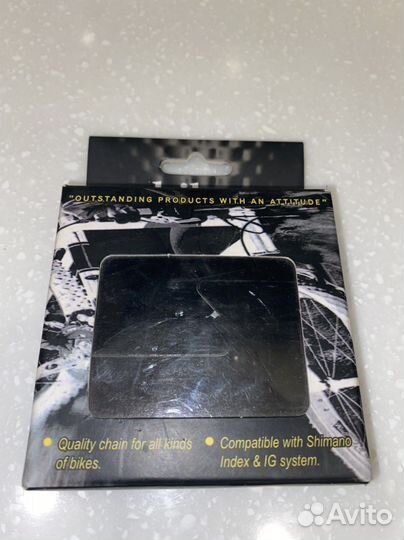 "OUTSTANDING PRODUCTS WITH AN ATTITUDE"
Quality chain for all kinds
of bikes.
Compatible with Shimano
Index & IG system.
Avito